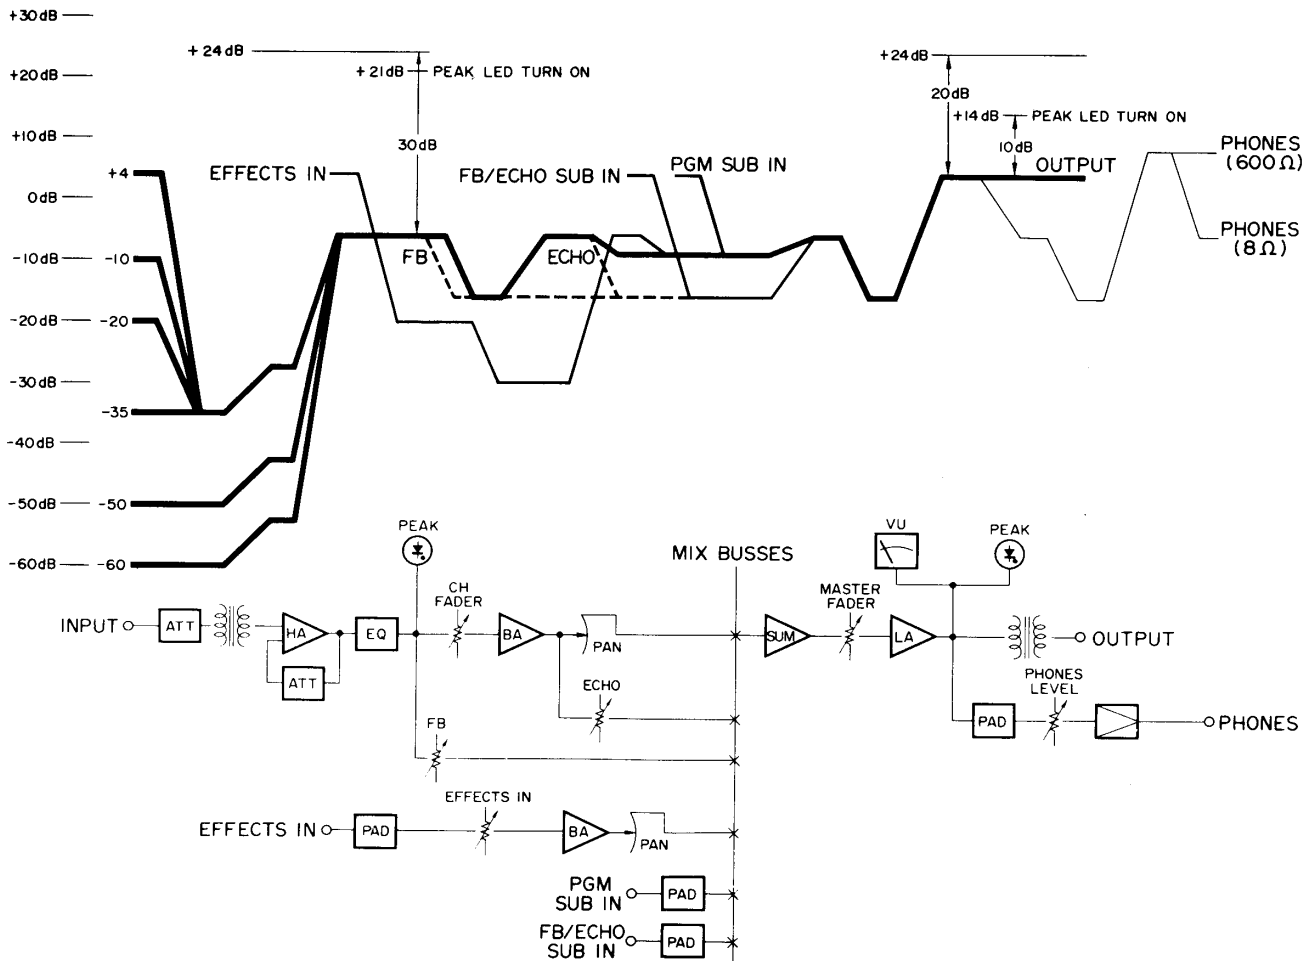 +30dB
+24dB
+24dB
+21dB PEAK LED TURN ON
+20dB
20dB
+14dB PEAK LED TURN ON
+10dB
30dB
10dB
PHONES
(600Ω)
EFFECTS IN
FB/ECHO SUB IN
PGM SUB IN
OUTPUT
+4
0dB
FB
ECHO
PHONES
(8Ω)
-10dB
-10
-20dB
-20
-30dB
-35
-40dB
-50dB
-50
-60dB
-60
PEAK
VU
PEAK
MIX BUSSES
CH
FADER
MASTER
FADER
INPUT
ATT
HA
EQ
BA
PAN
SUM
LA
OUTPUT
ATT
ECHO
PHONES
LEVEL
FB
PAD
PHONES
EFFECTS IN
EFFECTS IN
PAD
BA
PAN
PGM
SUB IN
PAD
FB/ECHO
SUB IN
PAD